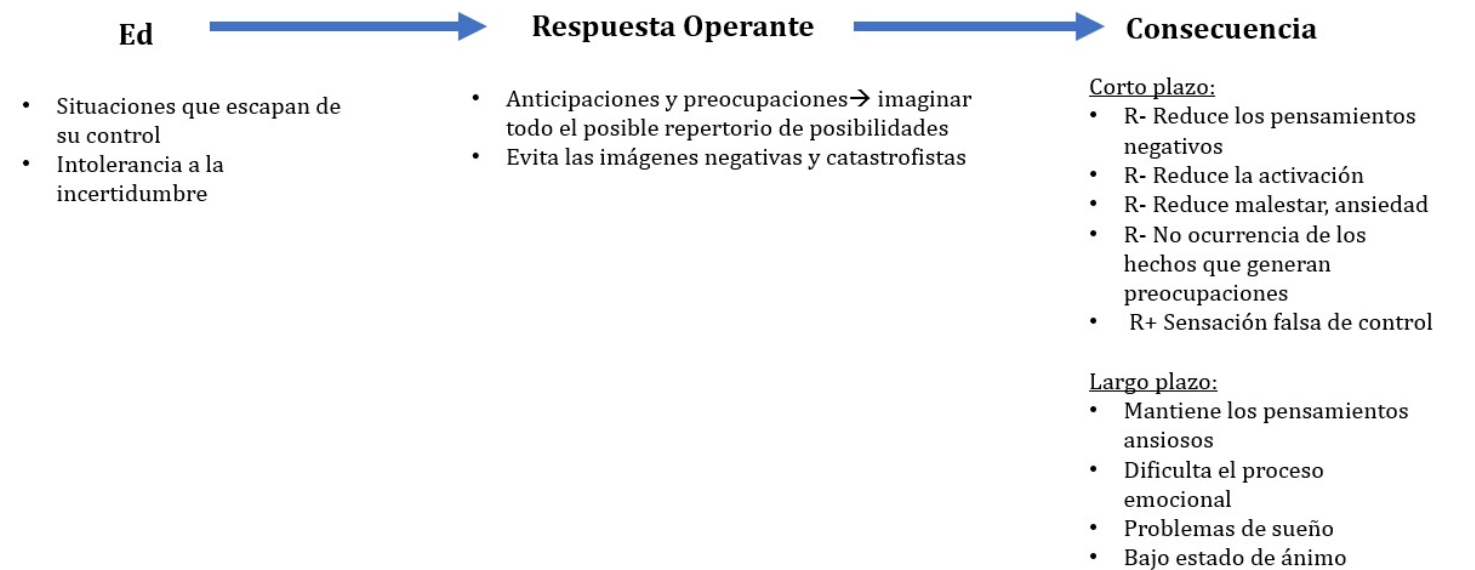 Ed
Respuesta Operante
Consecuencia
• Situaciones que escapan de
su control
• Intolerancia a la
incertidumbre
• Anticipaciones y preocupaciones→ imaginar
todo el posible repertorio de posibilidades
• Evita las imágenes negativas y catastrofistas
Corto plazo:
• R- Reduce los pensamientos
negativos
• R- Reduce la activación
• R- Reduce malestar, ansiedad
• R- No ocurrencia de los
hechos que generan
preocupaciones
• R+ Sensación falsa de control
Largo plazo:
• Mantiene los pensamientos
ansiosos
• Dificulta el proceso
emocional
• Problemas de sueño
• Bajo estado de ánimo